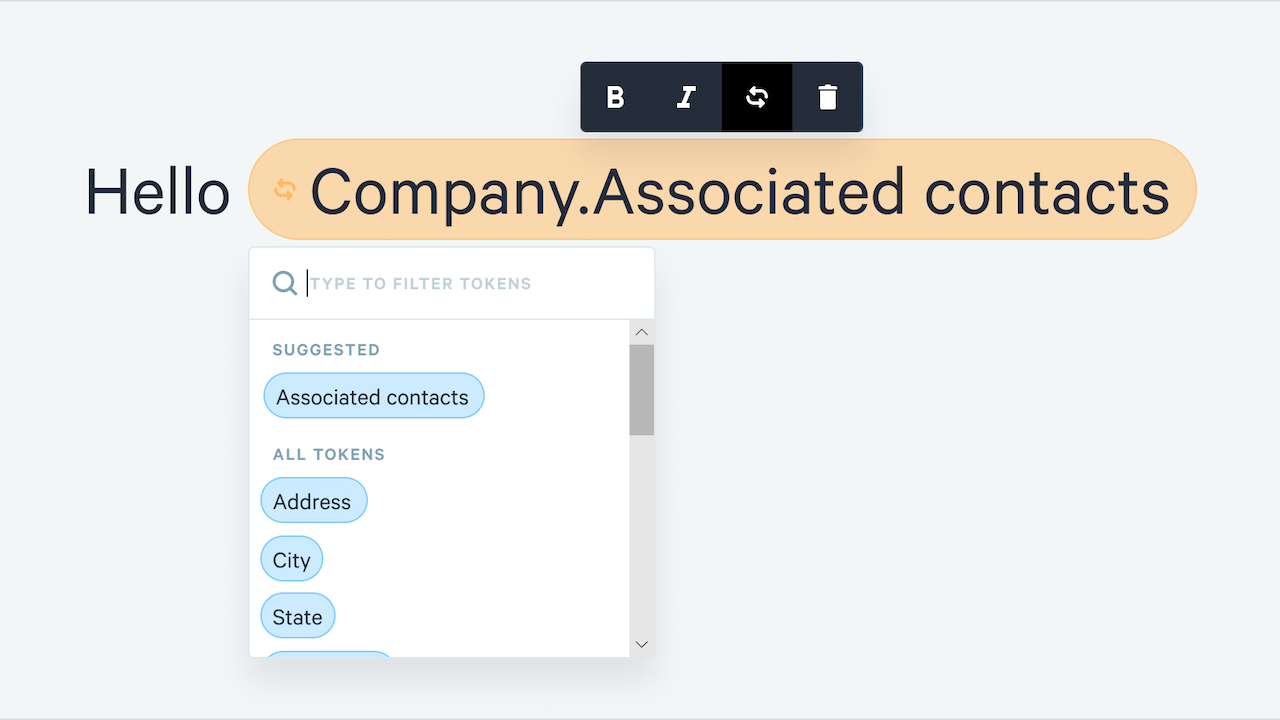 B I
Hello Company.Associated contacts
TYPE TO FILTER TOKENS
SUGGESTED
Associated contacts
ALL TOKENS
Address
City
State